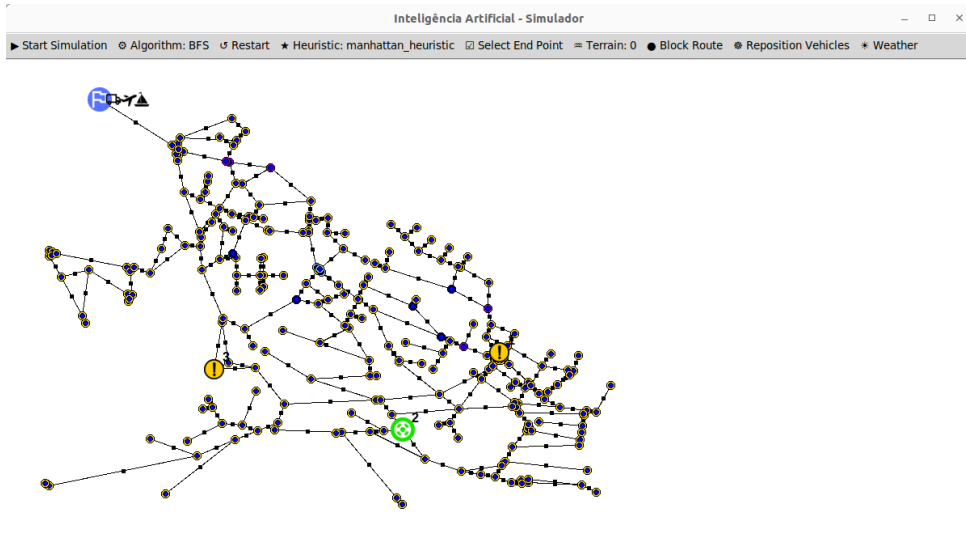 Inteligência Artificial - Simulador
▶ Start Simulation ⚙ Algorithm: BFS ↺ Restart ★ Heuristic: manhattan_heuristic ☑ Select End Point ♒ Terrain: 0 ● Block Route ☸ Reposition Vehicles ☀ Weather
3
2